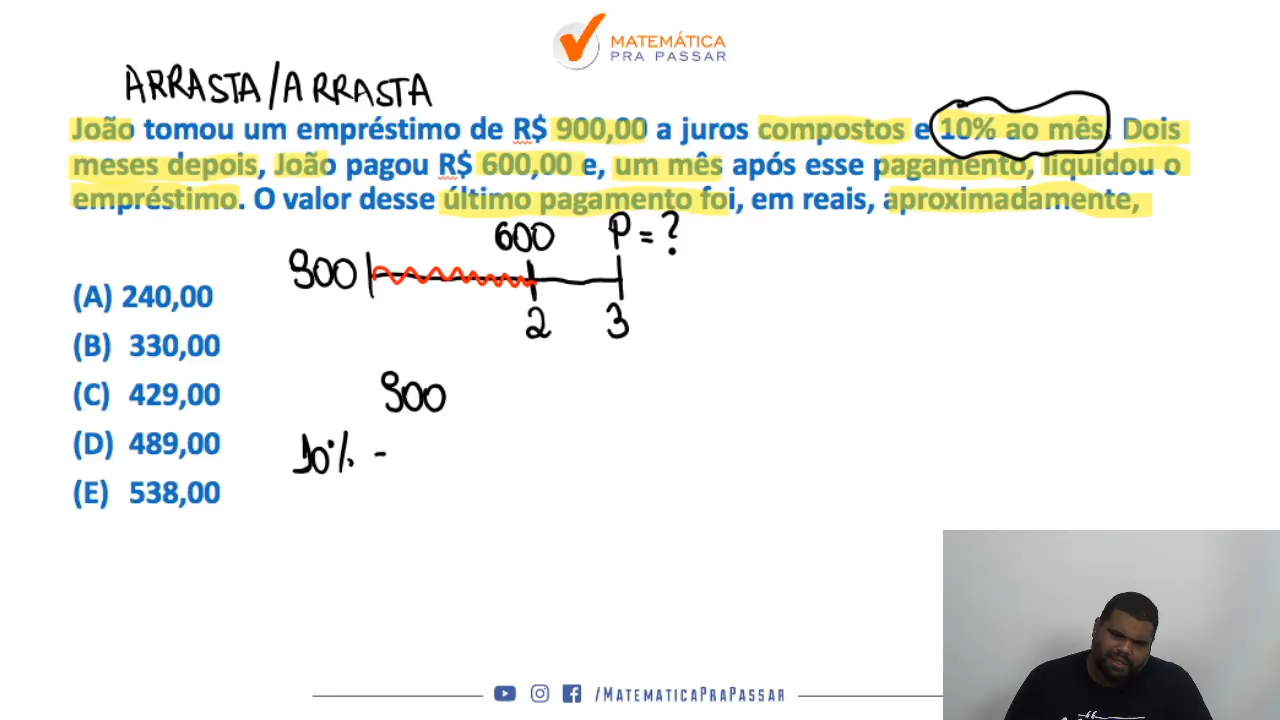 MATEMÁTICA
PRA PASSAR
ARRASTA/ARRASTA
João tomou um empréstimo de R$ 900,00 a juros compostos e 10% ao mês. Dois
meses depois, João pagou R$ 600,00 e, um mês após esse pagamento, liquidou o
empréstimo. O valor desse último pagamento foi, em reais, aproximadamente,
600 P = ?
900
2 3
(A) 240,00
(B) 330,00
(C) 429,00
(D) 489,00
(E) 538,00
900
10% -
/MatematicaPraPassar